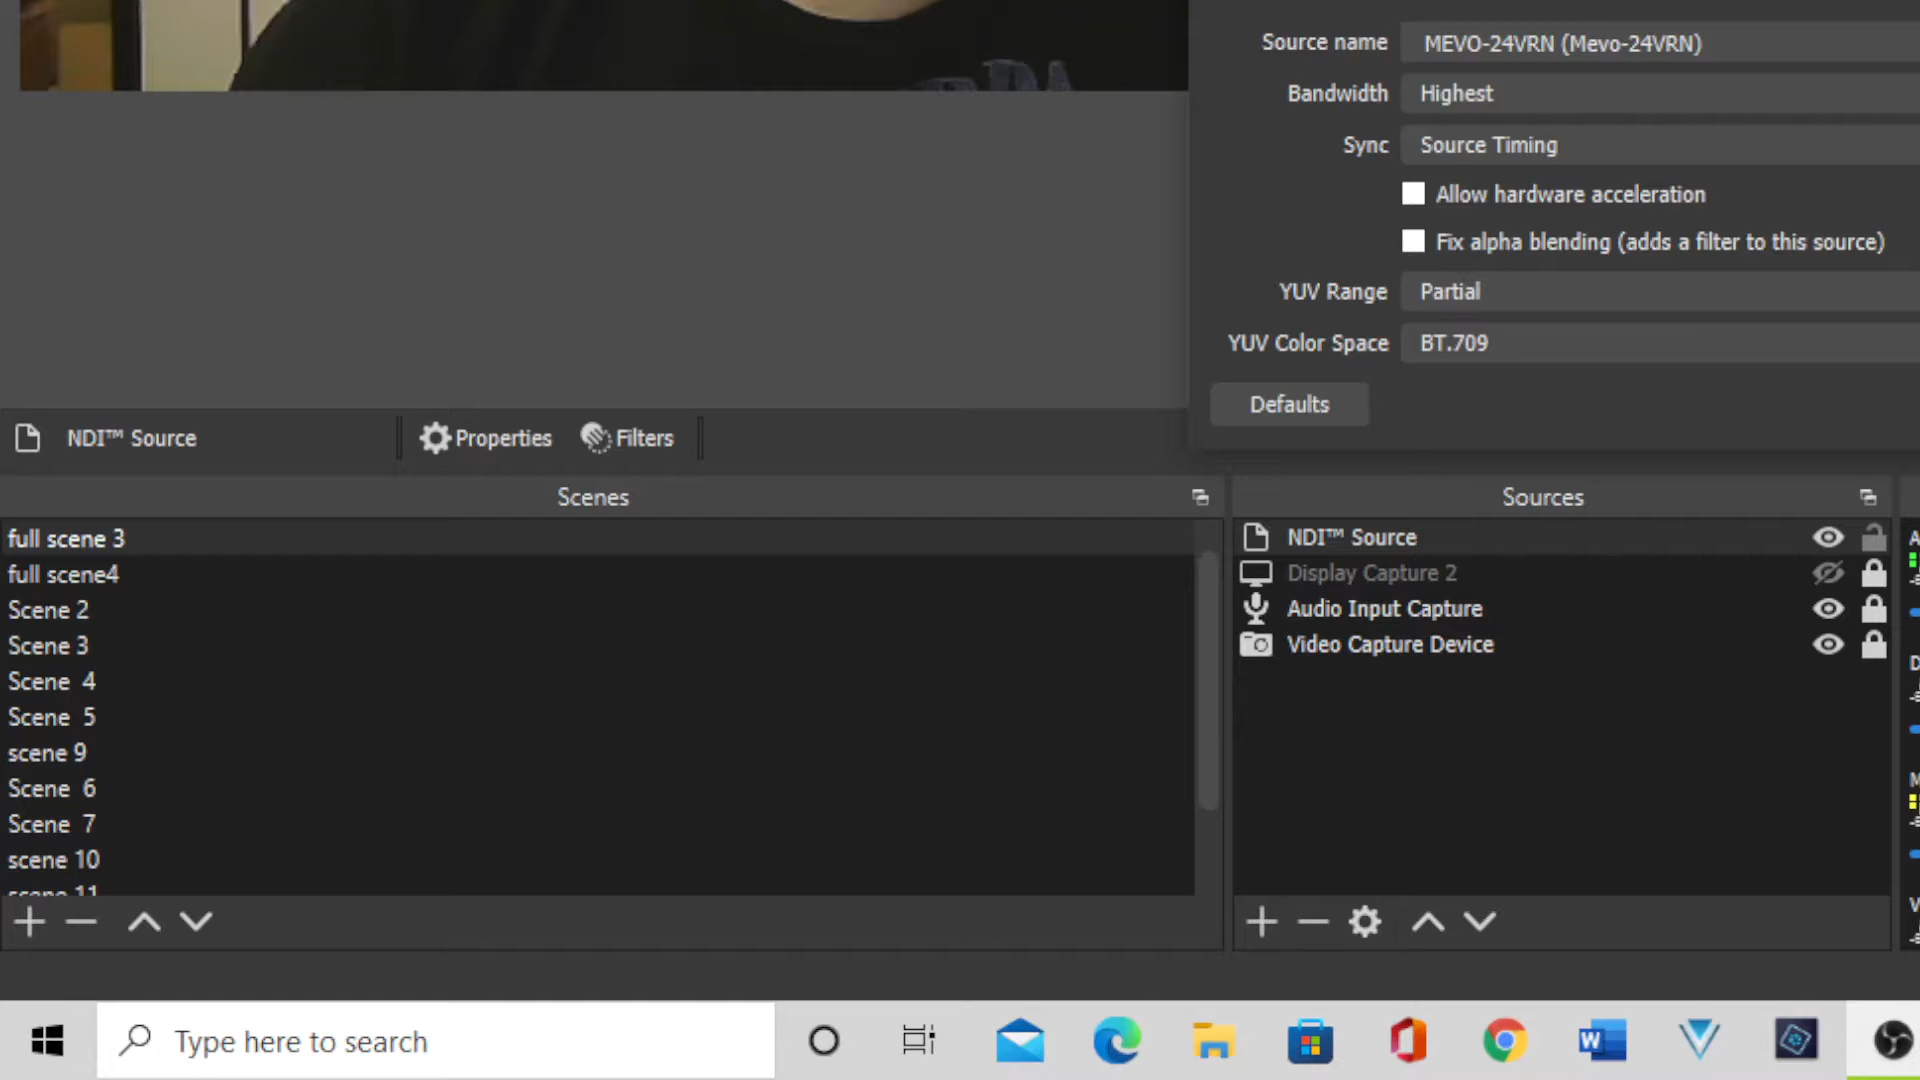 Source name MEVO-24VRN (Mevo-24VRN)
Bandwidth Highest
Sync Source Timing
Allow hardware acceleration
Fix alpha blending (adds a filter to this source)
YUV Range Partial
YUV Color Space BT.709
Defaults
NDI™ Source Properties Filters
Scenes
full scene 3
full scene4
Scene 2
Scene 3
Scene  4
Scene  5
scene 9
Scene  6
Scene  7
scene 10
scene 11
Sources
NDI™ Source
Display Capture 2
Audio Input Capture
Video Capture Device
Type here to search